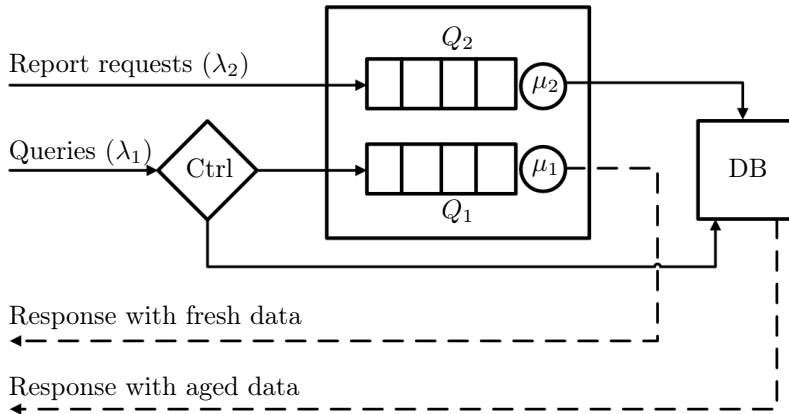 Q₂
Report requests (λ₂)
μ₂
Queries (λ₁)
Ctrl
μ₁
DB
Q₁
Response with fresh data
Response with aged data